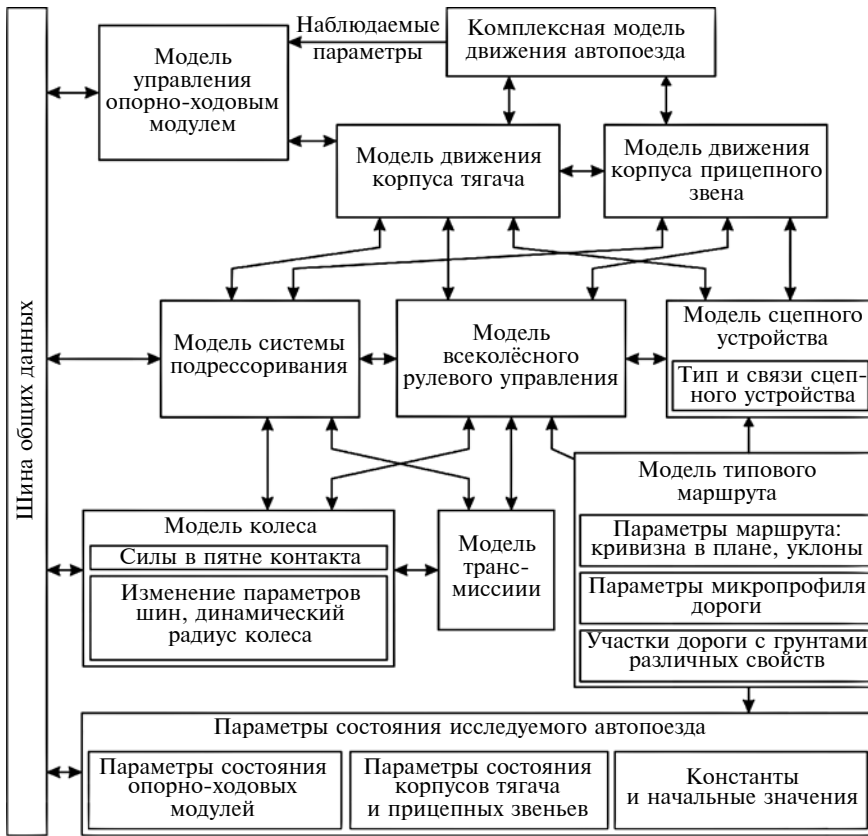 Шина общих данных
Модель
управления
опорно-ходовым
модулем
Наблюдаемые
параметры
Комплексная модель
движения автопоезда
Модель движения
корпуса тягача
Модель движения
корпуса прицепного
звена
Модель системы
подрессоривания
Модель
всеколёсного
рулевого управления
Модель сцепного
устройства
Тип и связи сцеп-
ного устройства
Модель колеса
Силы в пятне контакта
Изменение параметров
шин, динамический
радиус колеса
Модель
транс-
миссиии
Модель типового
маршрута
Параметры маршрута:
кривизна в плане, уклоны
Параметры микропрофиля
дороги
Участки дороги с грунтами
различных свойств
Параметры состояния исследуемого автопоезда
Параметры состояния
опорно-ходовых
модулей
Параметры состояния
корпусов тягача
и прицепных звеньев
Константы
и начальные значения